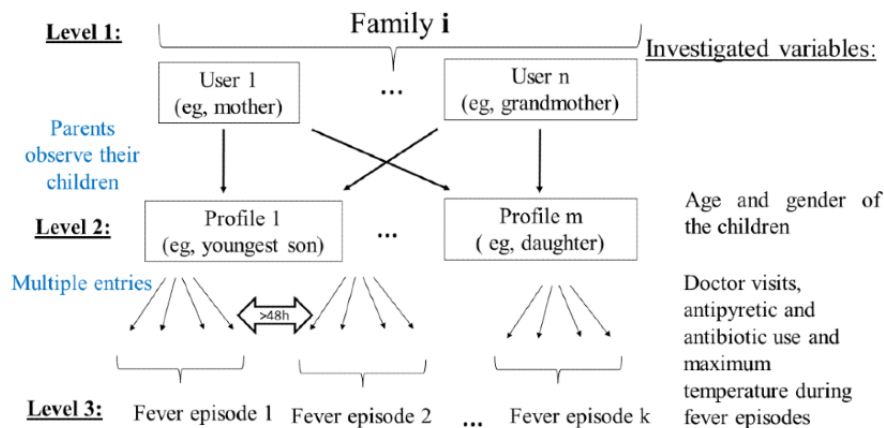 Level 1:
Family i
Investigated variables:
User 1
(eg, mother)
...
User n
(eg, grandmother)
Parents
observe their
children
Level 2:
Profile 1
(eg, youngest son)
...
Profile m
( eg, daughter)
Age and gender of
the children
Multiple entries
>48h
Doctor visits,
antipyretic and
antibiotic use and
maximum
temperature during
fever episodes
Level 3:
Fever episode 1
Fever episode 2
...
Fever episode k